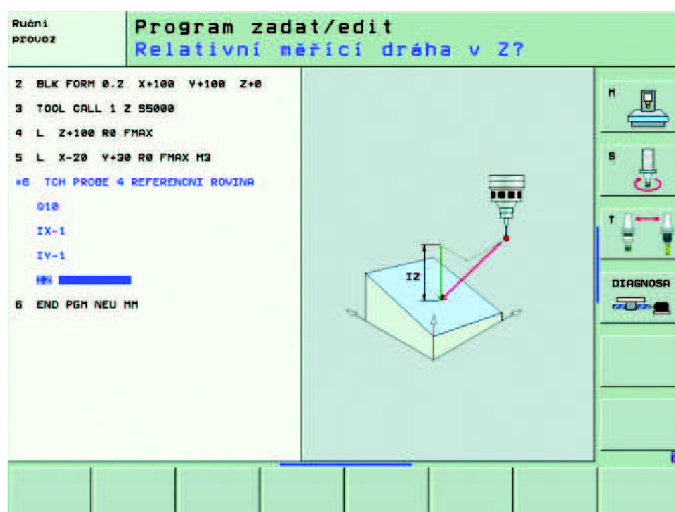 Ruční
provoz
Program zadat/edit
Relativní měřící dráha v Z?
2 BLK FORM 0.2 X+100 Y+100 Z+0
3 TOOL CALL 1 Z S5000
4 L Z+100 R0 FMAX
5 L X-20 Y+30 R0 FMAX M3
*6 TCH PROBE 4 REFERENCNI ROVINA
Q10
IX-1
IY-1
6 END PGM NEU MM
IZ
M
S
T
DIAGNOSA